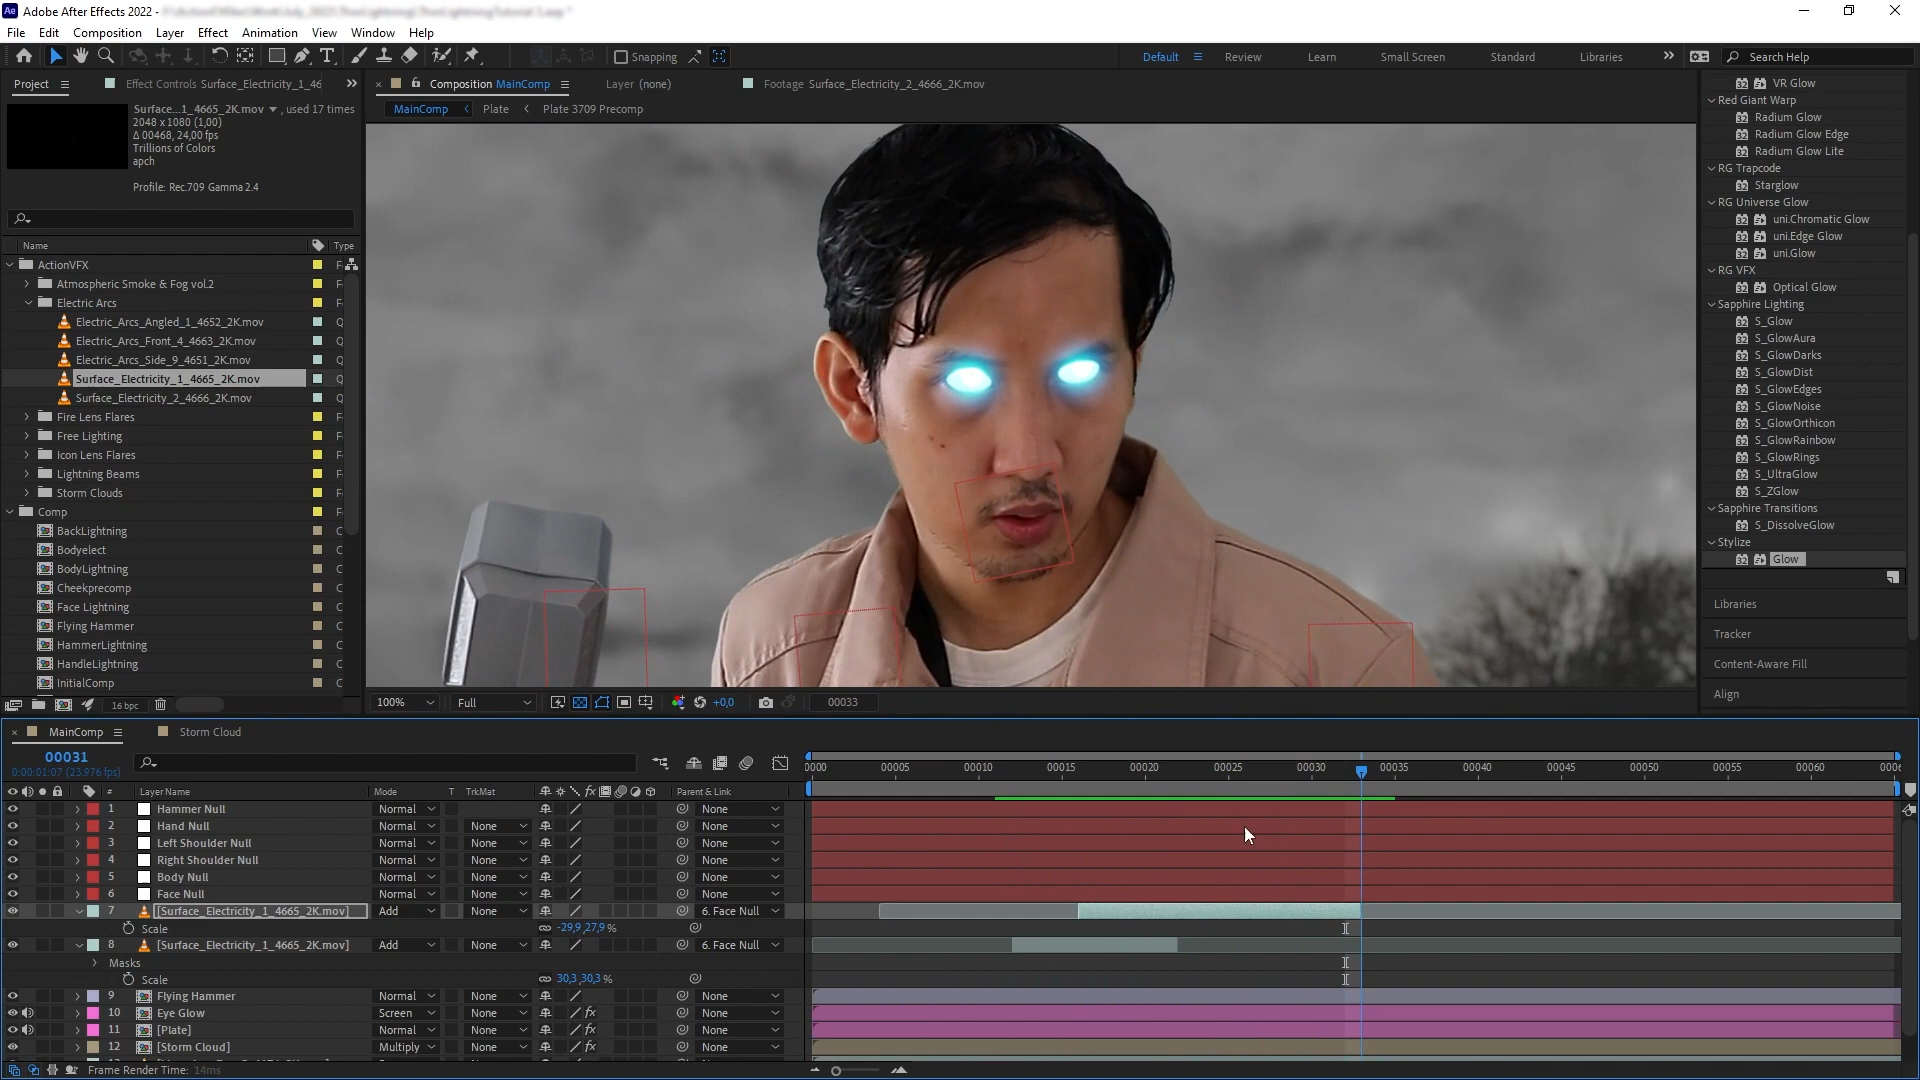 Ae Adobe After Effects 2022 -
File Edit Composition Layer Effect Animation View Window Help
Snapping
Default Review Learn Small Screen Standard Libraries
Search Help
Project
Effect Controls Surface_Electricity_1_46
Surface...1_4665_2K.mov, used 17 times
2048 x 1080 (1,00)
Δ 00468, 24,00 fps
Trillions of Colors
apch
Profile: Rec.709 Gamma 2.4
Name Type
ActionVFX F
Atmospheric Smoke & Fog vol.2 F
Electric Arcs F
Electric_Arcs_Angled_1_4652_2K.mov Q
Electric_Arcs_Front_4_4663_2K.mov Q
Electric_Arcs_Side_9_4651_2K.mov Q
Surface_Electricity_1_4665_2K.mov Q
Surface_Electricity_2_4666_2K.mov Q
Fire Lens Flares F
Free Lighting F
Icon Lens Flares F
Lightning Beams F
Storm Clouds F
Comp F
BackLightning C
Bodyelect C
BodyLightning C
Cheekprecomp C
Face Lightning C
Flying Hammer C
HammerLightning C
HandleLightning C
InitialComp C
16 bpc
Composition MainComp
Layer (none)
Footage Surface_Electricity_2_4666_2K.mov
MainComp Plate Plate 3709 Precomp
100% Full +0,0 00033
VR Glow
Red Giant Warp
Radium Glow
Radium Glow Edge
Radium Glow Lite
RG Trapcode
Starglow
RG Universe Glow
uni.Chromatic Glow
uni.Edge Glow
uni.Glow
RG VFX
Optical Glow
Sapphire Lighting
S_Glow
S_GlowAura
S_GlowDarks
S_GlowDist
S_GlowEdges
S_GlowNoise
S_GlowOrthicon
S_GlowRainbow
S_GlowRings
S_UltraGlow
S_ZGlow
Sapphire Transitions
S_DissolveGlow
Stylize
Glow
Libraries
Tracker
Content-Aware Fill
Align
MainComp Storm Cloud
00031
0:00:01:07 (23.976 fps)
0000 00005 00010 00015 00020 00025 00030 00035 00040 00045 00050 00055 00060
# Layer Name Mode T TrkMat Parent & Link
1 Hammer Null Normal None
2 Hand Null Normal None None
3 Left Shoulder Null Normal None None
4 Right Shoulder Null Normal None None
5 Body Null Normal None None
6 Face Null Normal None None
7 [Surface_Electricity_1_4665_2K.mov] Add None 6. Face Null
Scale -29,9,27,9%
8 [Surface_Electricity_1_4665_2K.mov] Add None 6. Face Null
Masks
Scale 30,3,30,3%
9 Flying Hammer Normal None None
10 Eye Glow Screen None None
11 [Plate] Normal None None
12 [Storm Cloud] Multiply None None
Frame Render Time: 14ms